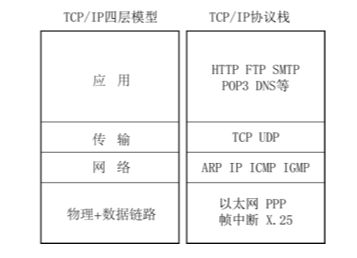 TCP/IP四层模型 TCP/IP协议栈
应 用
HTTP FTP SMTP
POP3 DNS等
传 输
TCP UDP
网 络
ARP IP ICMP IGMP
物理+数据链路
以太网 PPP
帧中断 X.25